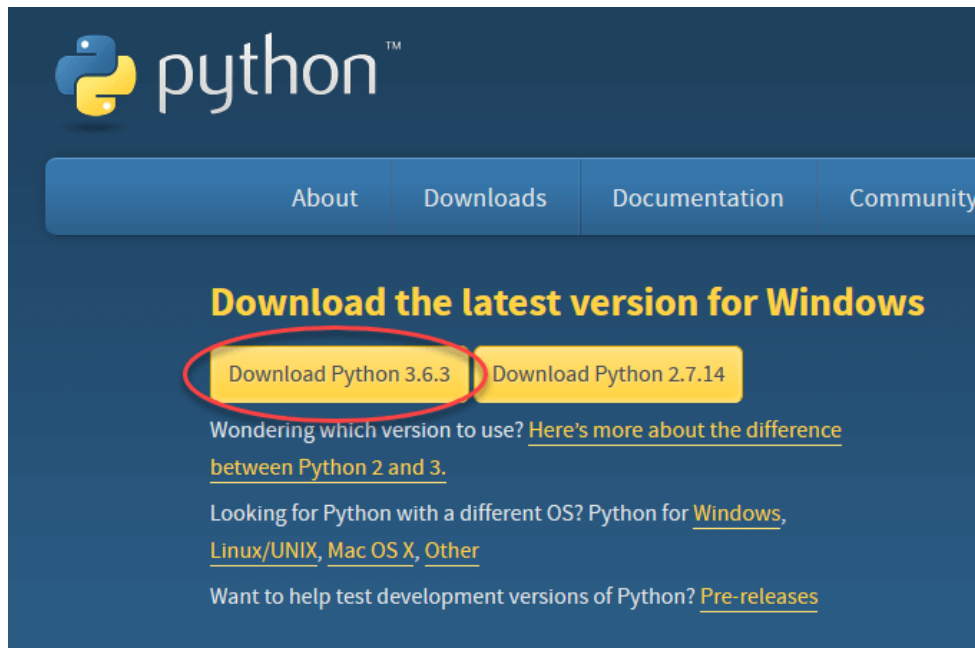 python™
About Downloads Documentation Community
Download the latest version for Windows
Download Python 3.6.3 Download Python 2.7.14
Wondering which version to use? Here's more about the difference
between Python 2 and 3.
Looking for Python with a different OS? Python for Windows,
Linux/UNIX, Mac OS X, Other
Want to help test development versions of Python? Pre-releases